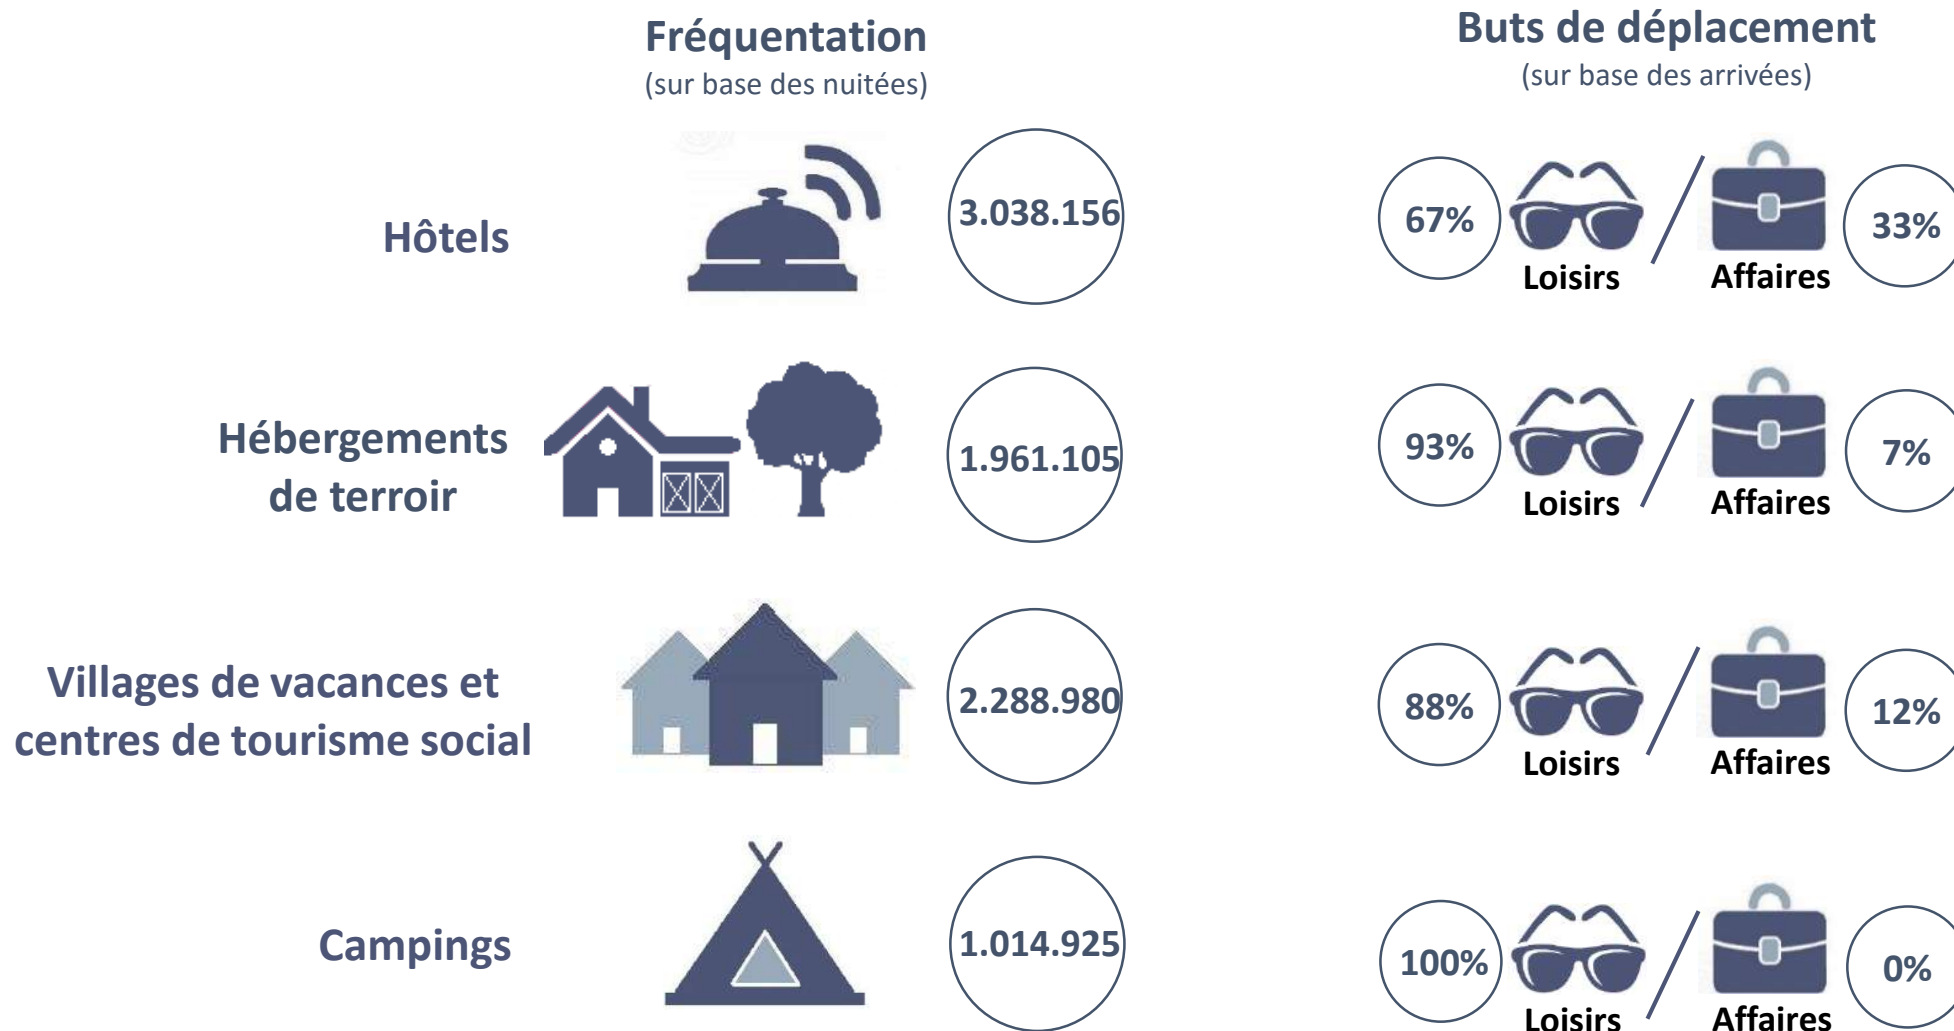 Fréquentation
(sur base des nuitées)
Buts de déplacement
(sur base des arrivées)
Hôtels
3.038.156
67%
Loisirs
Affaires
33%
Hébergements
de terroir
1.961.105
93%
Loisirs
Affaires
7%
Villages de vacances et
centres de tourisme social
2.288.980
88%
Loisirs
Affaires
12%
Campings
1.014.925
100%
Loisirs
Affaires
0%